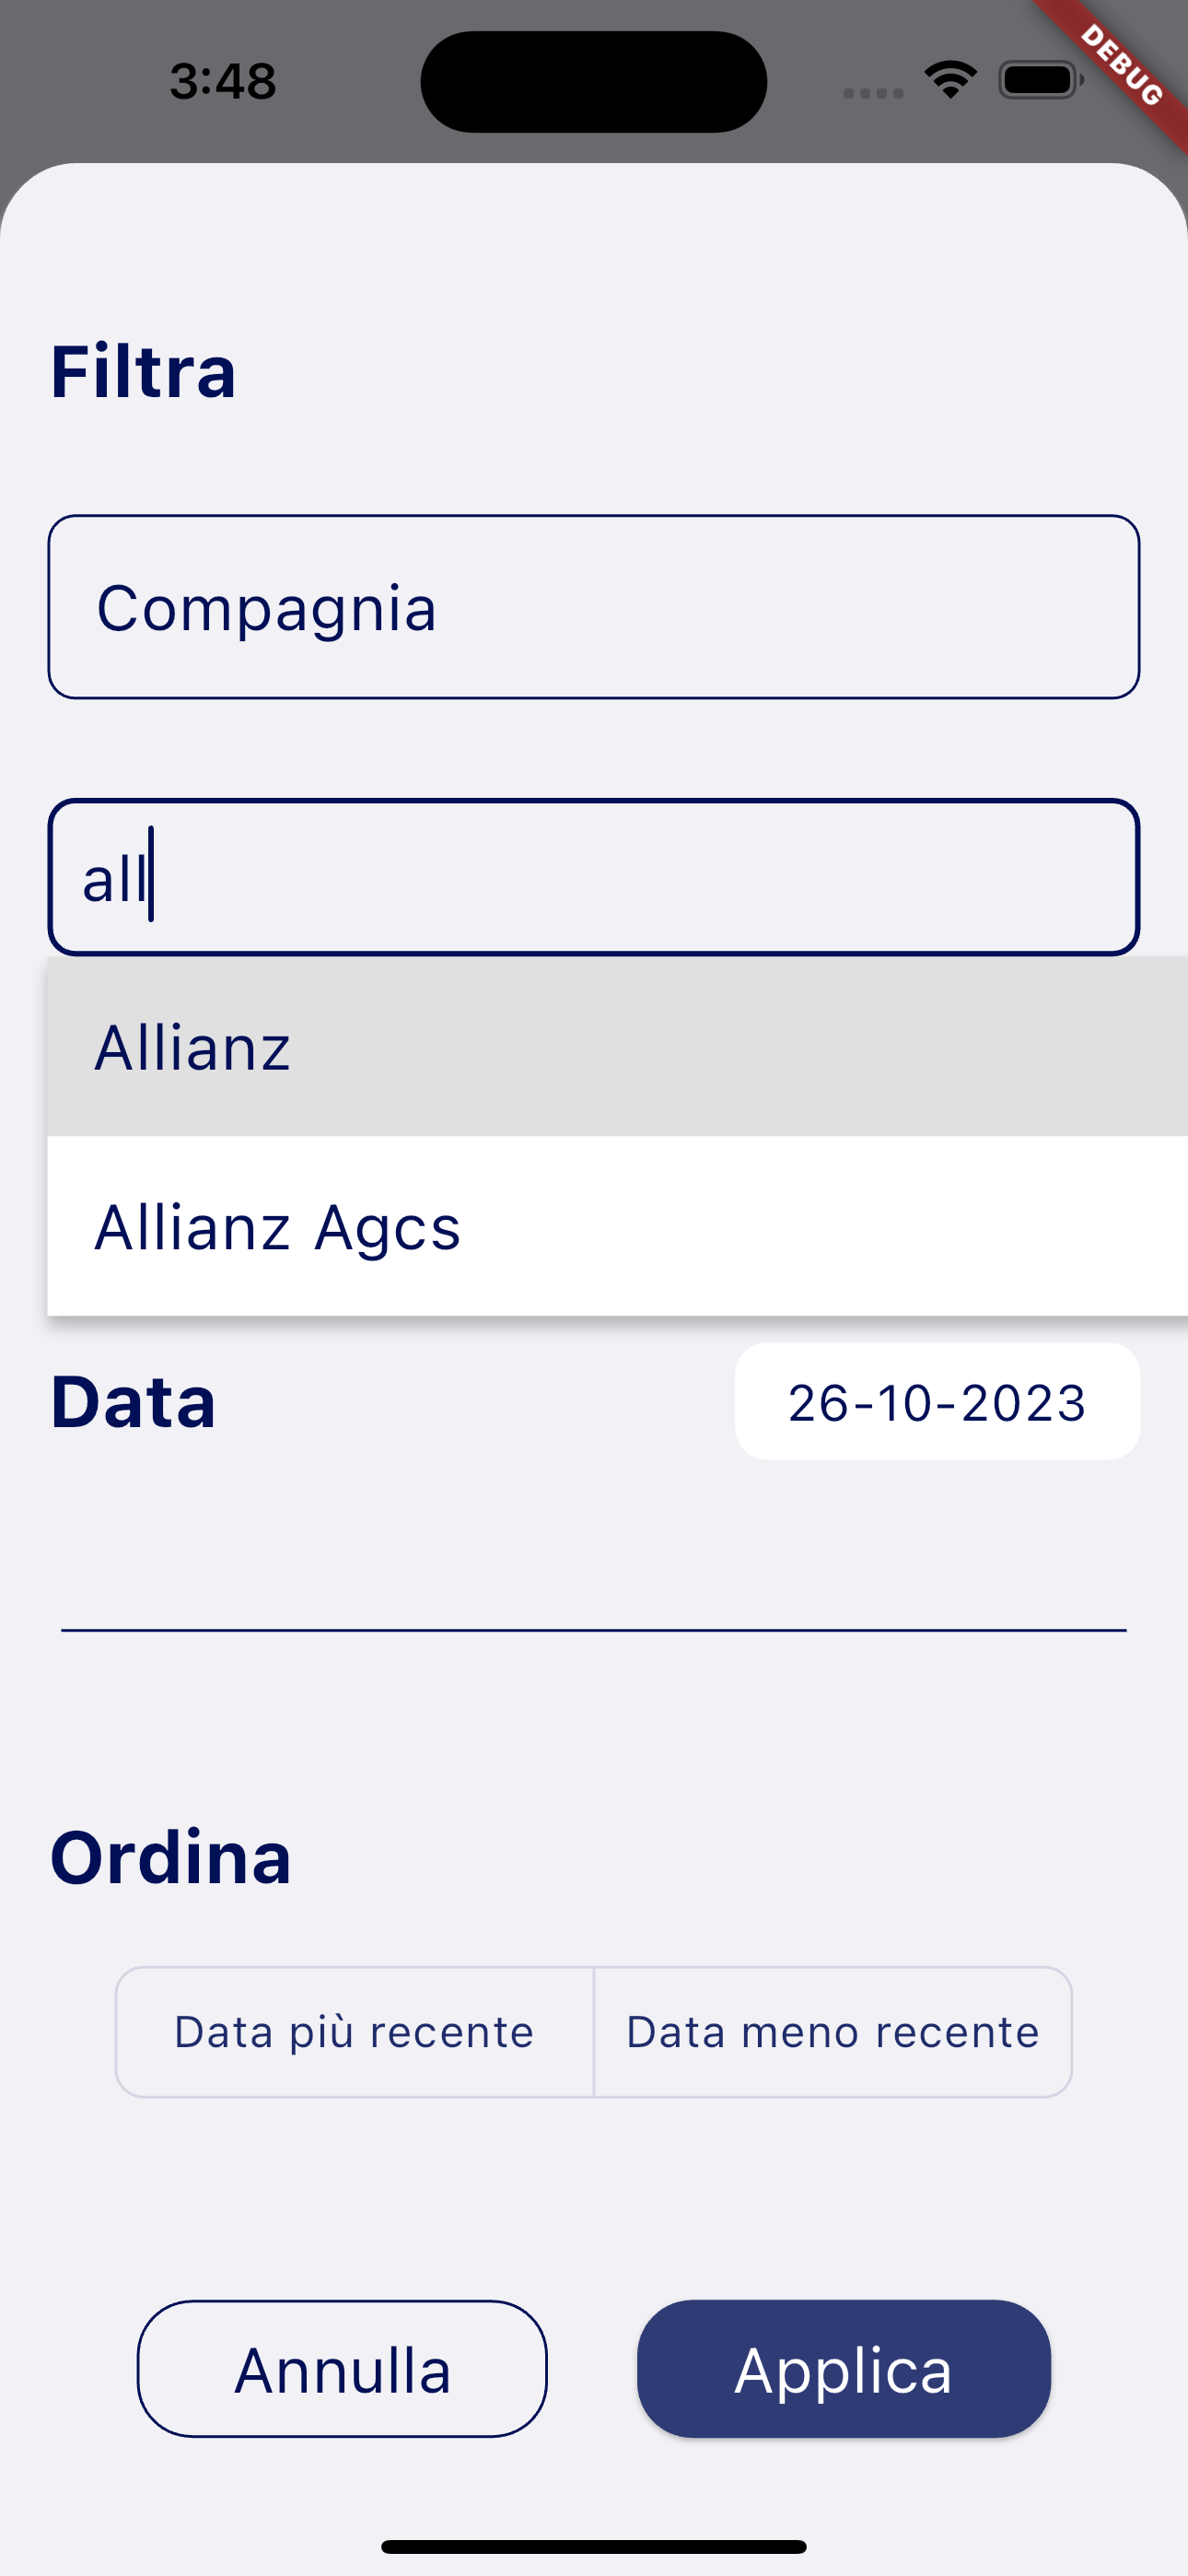 3:48
DEBUG
Filtra
Compagnia
all
Allianz
Allianz Agcs
Data
26-10-2023
Ordina
Data più recente
Data meno recente
Annulla
Applica